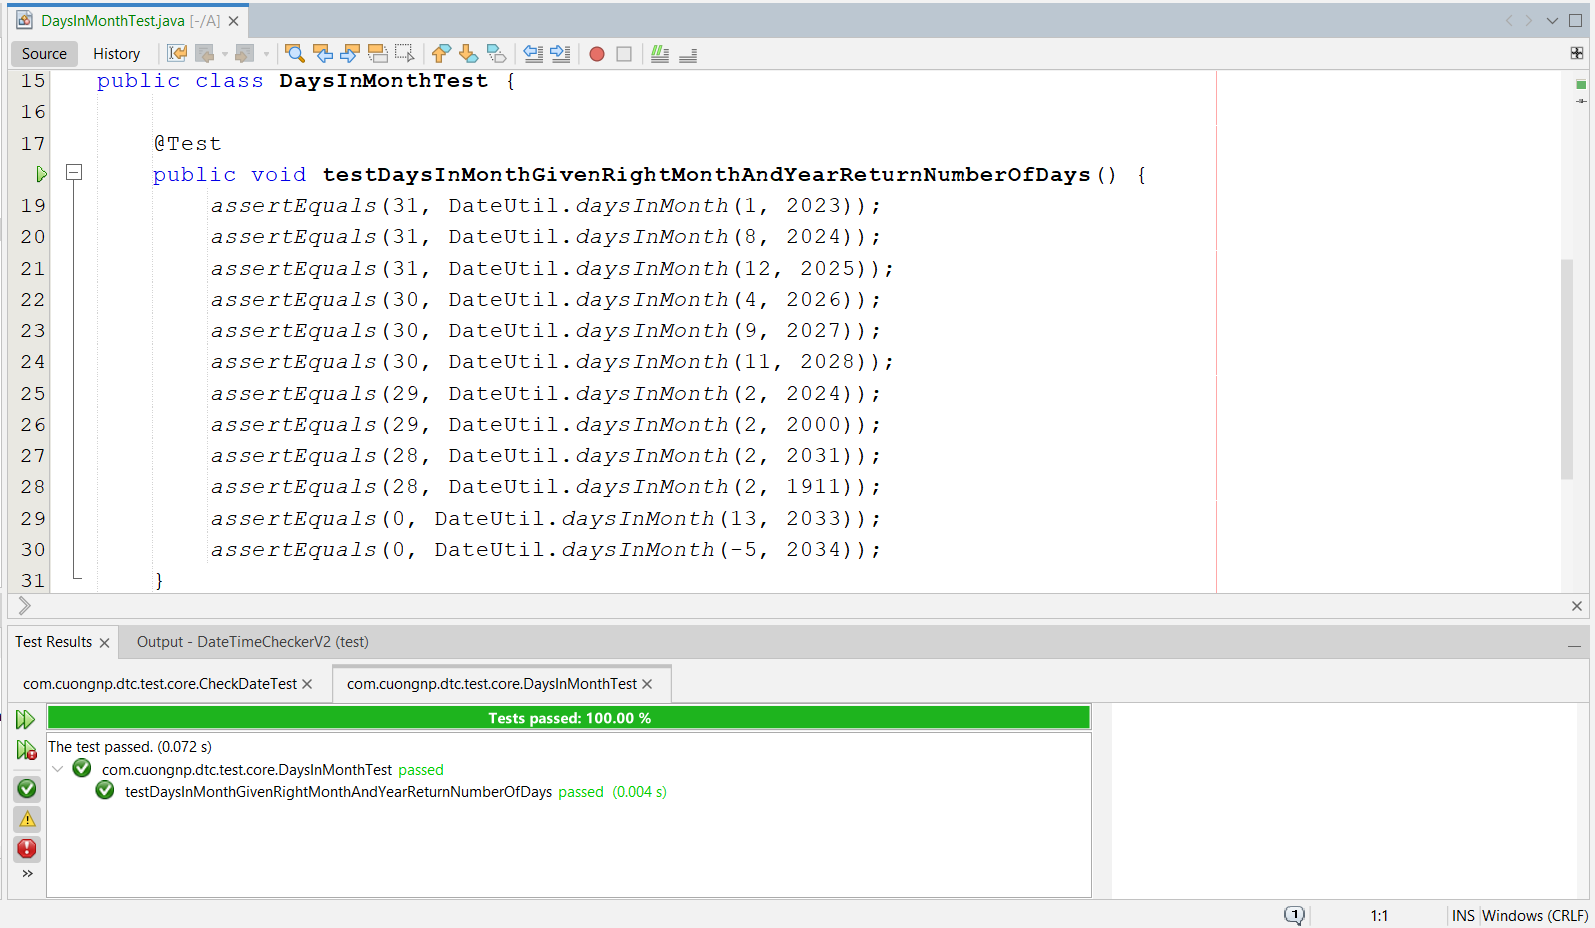 DaysInMonthTest.java [-/A]
Source History
15 public class DaysInMonthTest {
16
17 @Test
public void testDaysInMonthGivenRightMonthAndYearReturnNumberOfDays() {
19 assertEquals(31, DateUtil.daysInMonth(1, 2023));
20 assertEquals(31, DateUtil.daysInMonth(8, 2024));
21 assertEquals(31, DateUtil.daysInMonth(12, 2025));
22 assertEquals(30, DateUtil.daysInMonth(4, 2026));
23 assertEquals(30, DateUtil.daysInMonth(9, 2027));
24 assertEquals(30, DateUtil.daysInMonth(11, 2028));
25 assertEquals(29, DateUtil.daysInMonth(2, 2024));
26 assertEquals(29, DateUtil.daysInMonth(2, 2000));
27 assertEquals(28, DateUtil.daysInMonth(2, 2031));
28 assertEquals(28, DateUtil.daysInMonth(2, 1911));
29 assertEquals(0, DateUtil.daysInMonth(13, 2033));
30 assertEquals(0, DateUtil.daysInMonth(-5, 2034));
31 }
Test Results Output - DateTimeCheckerV2 (test)
com.cuongnp.dtc.test.core.CheckDateTest com.cuongnp.dtc.test.core.DaysInMonthTest
Tests passed: 100.00 %
The test passed. (0.072 s)
com.cuongnp.dtc.test.core.DaysInMonthTest passed
testDaysInMonthGivenRightMonthAndYearReturnNumberOfDays passed (0.004 s)
1 1:1 INS Windows (CRLF)